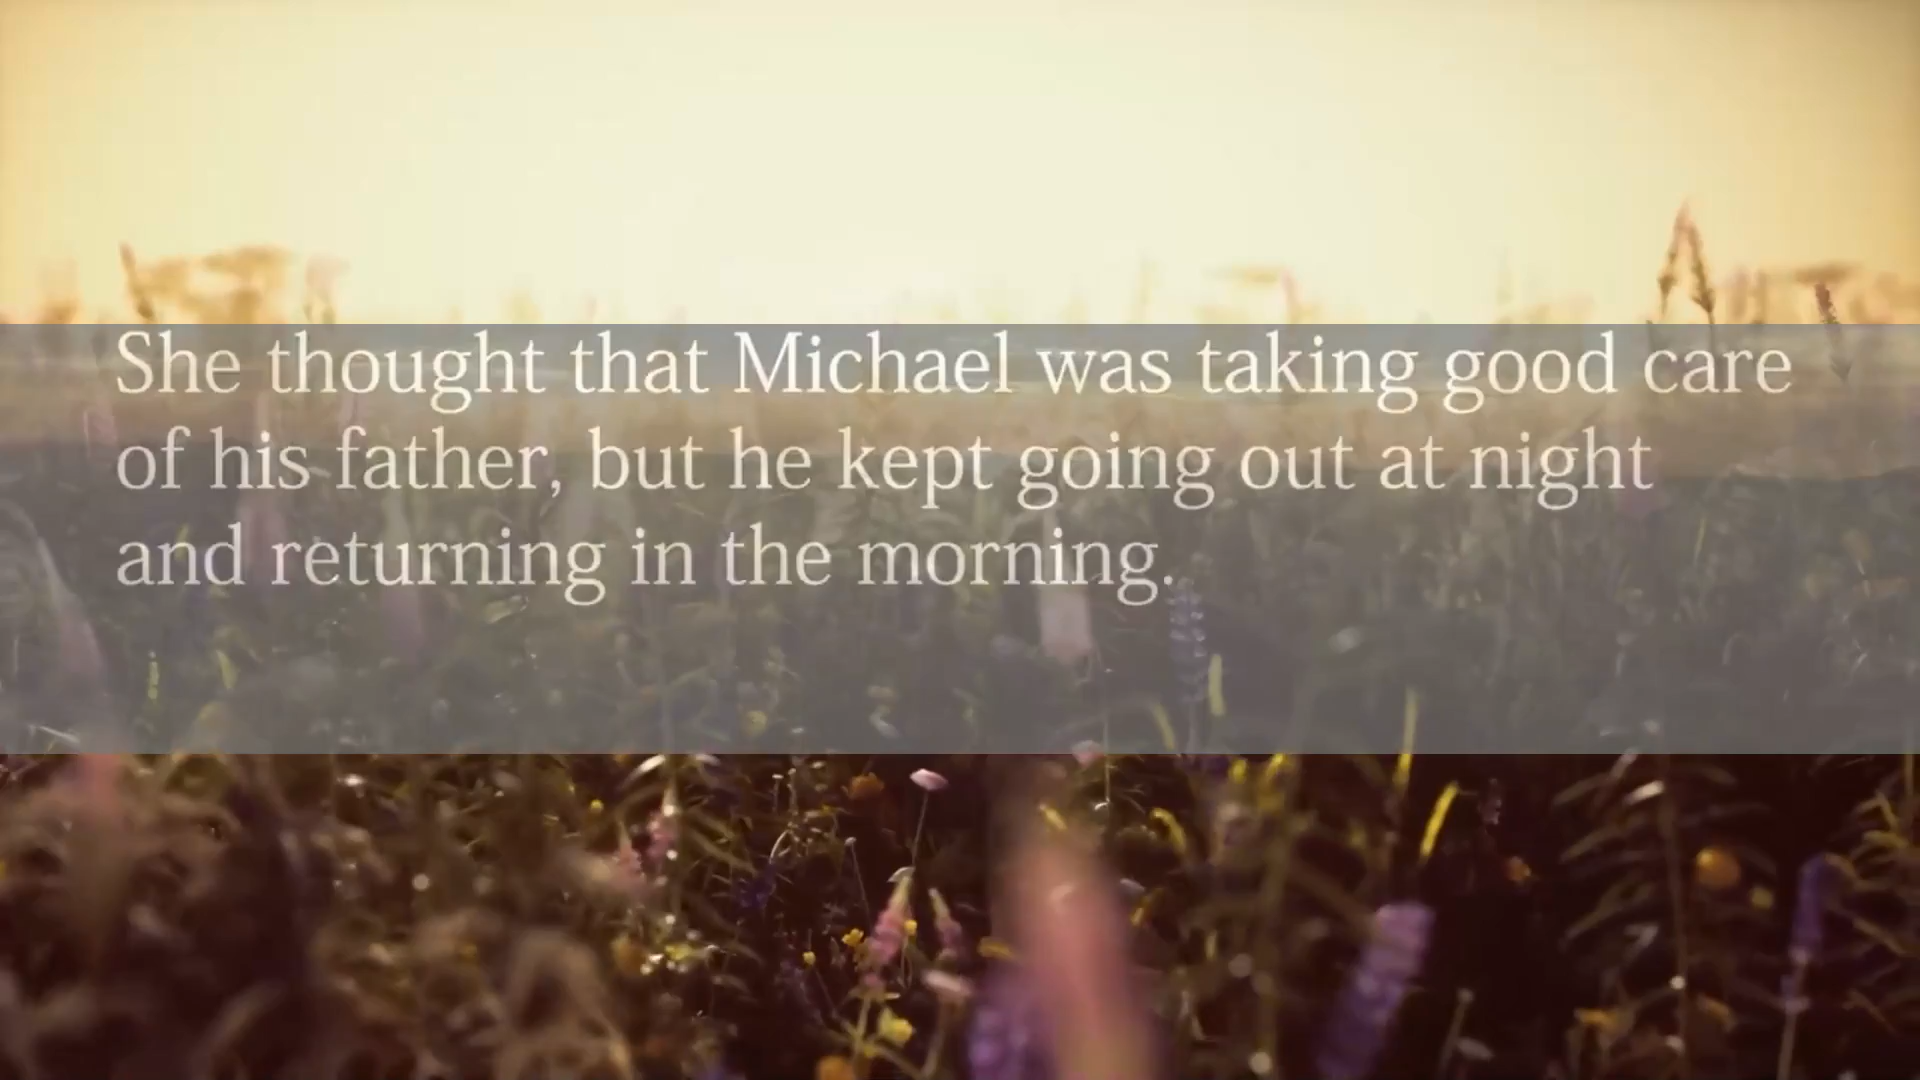 She thought that Michael was taking good care
of his father, but he kept going out at night
and returning in the morning.